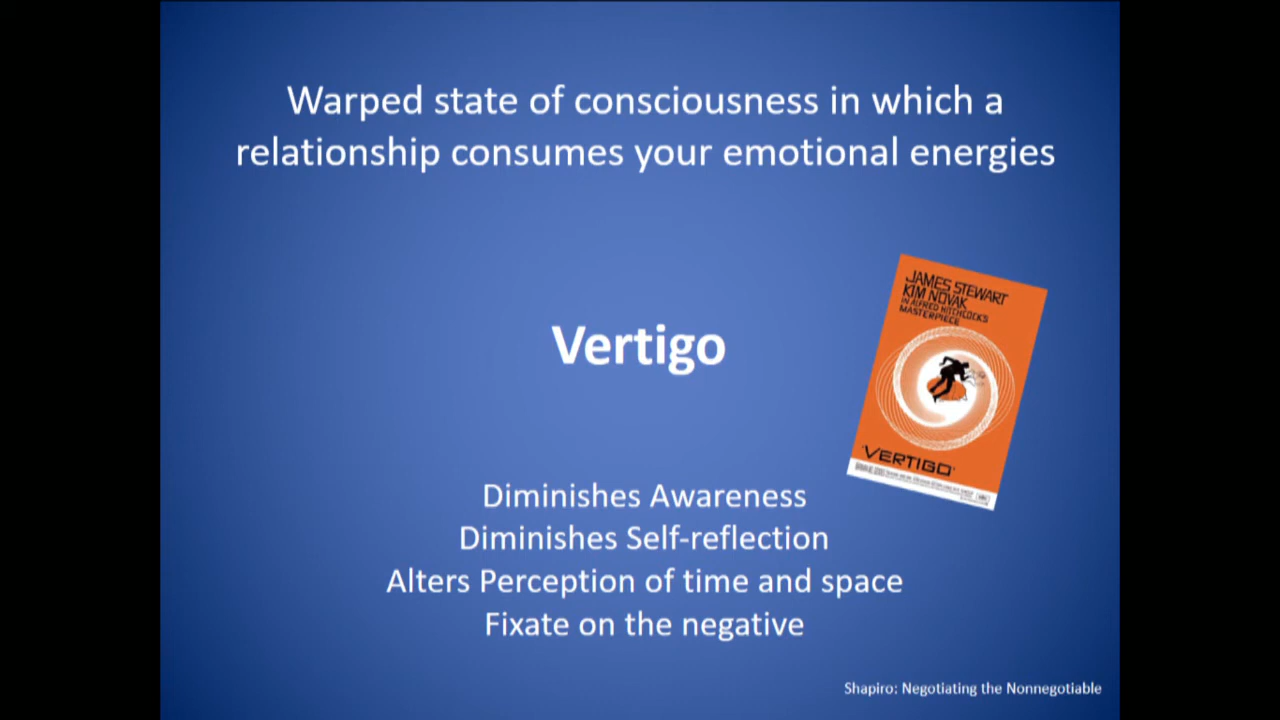 Warped state of consciousness in which a
relationship consumes your emotional energies
Vertigo
JAMES STEWART
KIM NOVAK
IN ALFRED HITCHCOCK'S
MASTERPIECE
'VERTIGO'
Diminishes Awareness
Diminishes Self-reflection
Alters Perception of time and space
Fixate on the negative
Shapiro: Negotiating the Nonnegotiable